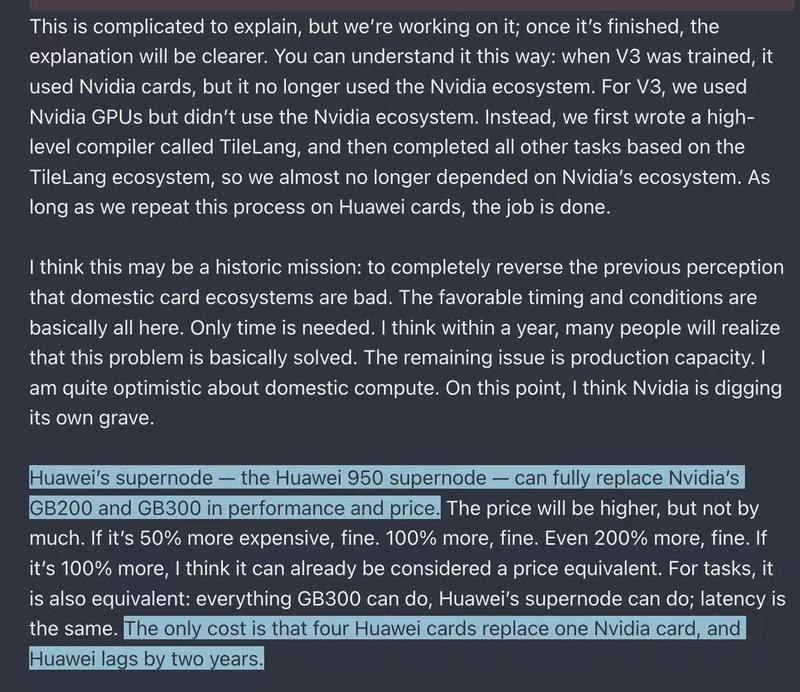 This is complicated to explain, but we’re working on it; once it’s finished, the
explanation will be clearer. You can understand it this way: when V3 was trained, it
used Nvidia cards, but it no longer used the Nvidia ecosystem. For V3, we used
Nvidia GPUs but didn’t use the Nvidia ecosystem. Instead, we first wrote a high-
level compiler called TileLang, and then completed all other tasks based on the
TileLang ecosystem, so we almost no longer depended on Nvidia’s ecosystem. As
long as we repeat this process on Huawei cards, the job is done.
I think this may be a historic mission: to completely reverse the previous perception
that domestic card ecosystems are bad. The favorable timing and conditions are
basically all here. Only time is needed. I think within a year, many people will realize
that this problem is basically solved. The remaining issue is production capacity. I
am quite optimistic about domestic compute. On this point, I think Nvidia is digging
its own grave.
Huawei’s supernode — the Huawei 950 supernode — can fully replace Nvidia’s
GB200 and GB300 in performance and price. The price will be higher, but not by
much. If it’s 50% more expensive, fine. 100% more, fine. Even 200% more, fine. If
it’s 100% more, I think it can already be considered a price equivalent. For tasks, it
is also equivalent: everything GB300 can do, Huawei’s supernode can do; latency is
the same. The only cost is that four Huawei cards replace one Nvidia card, and
Huawei lags by two years.